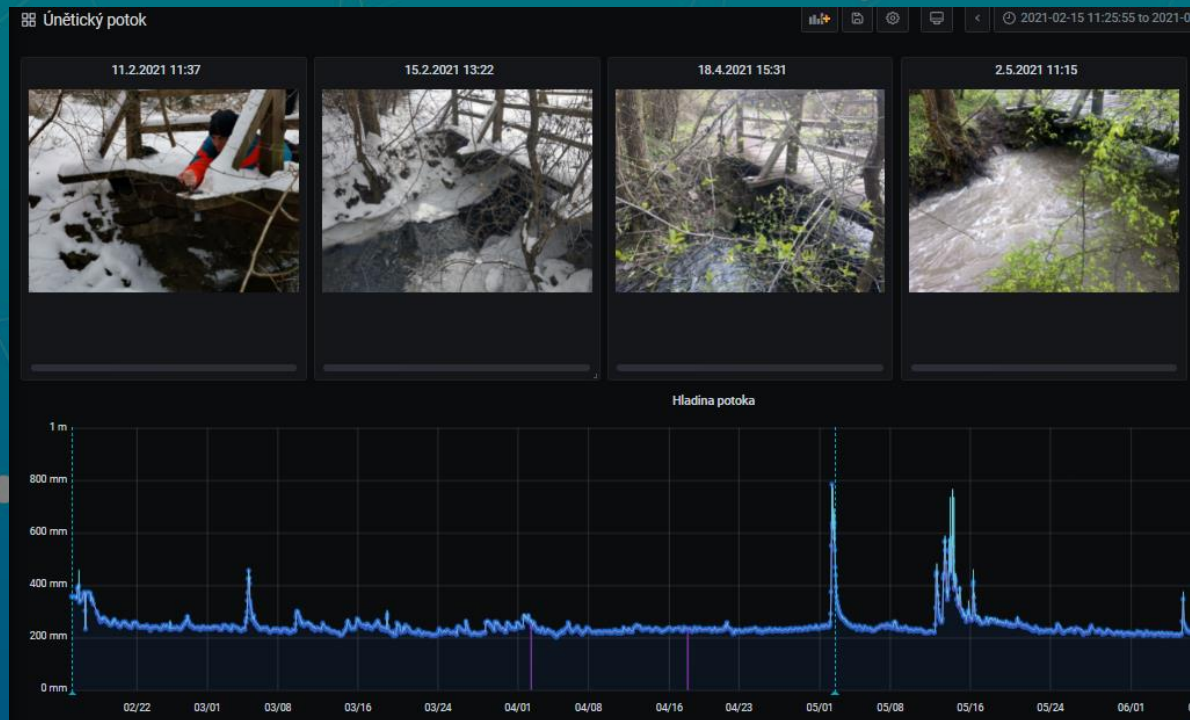 Únětický potok
2021-02-15 11:25:55 to 2021-0
11.2.2021 11:37
15.2.2021 13:22
18.4.2021 15:31
2.5.2021 11:15
Hladina potoka
1 m
800 mm
600 mm
400 mm
200 mm
0 mm
02/22 03/01 03/08 03/16 03/24 04/01 04/08 04/16 04/23 05/01 05/08 05/16 05/24 06/01